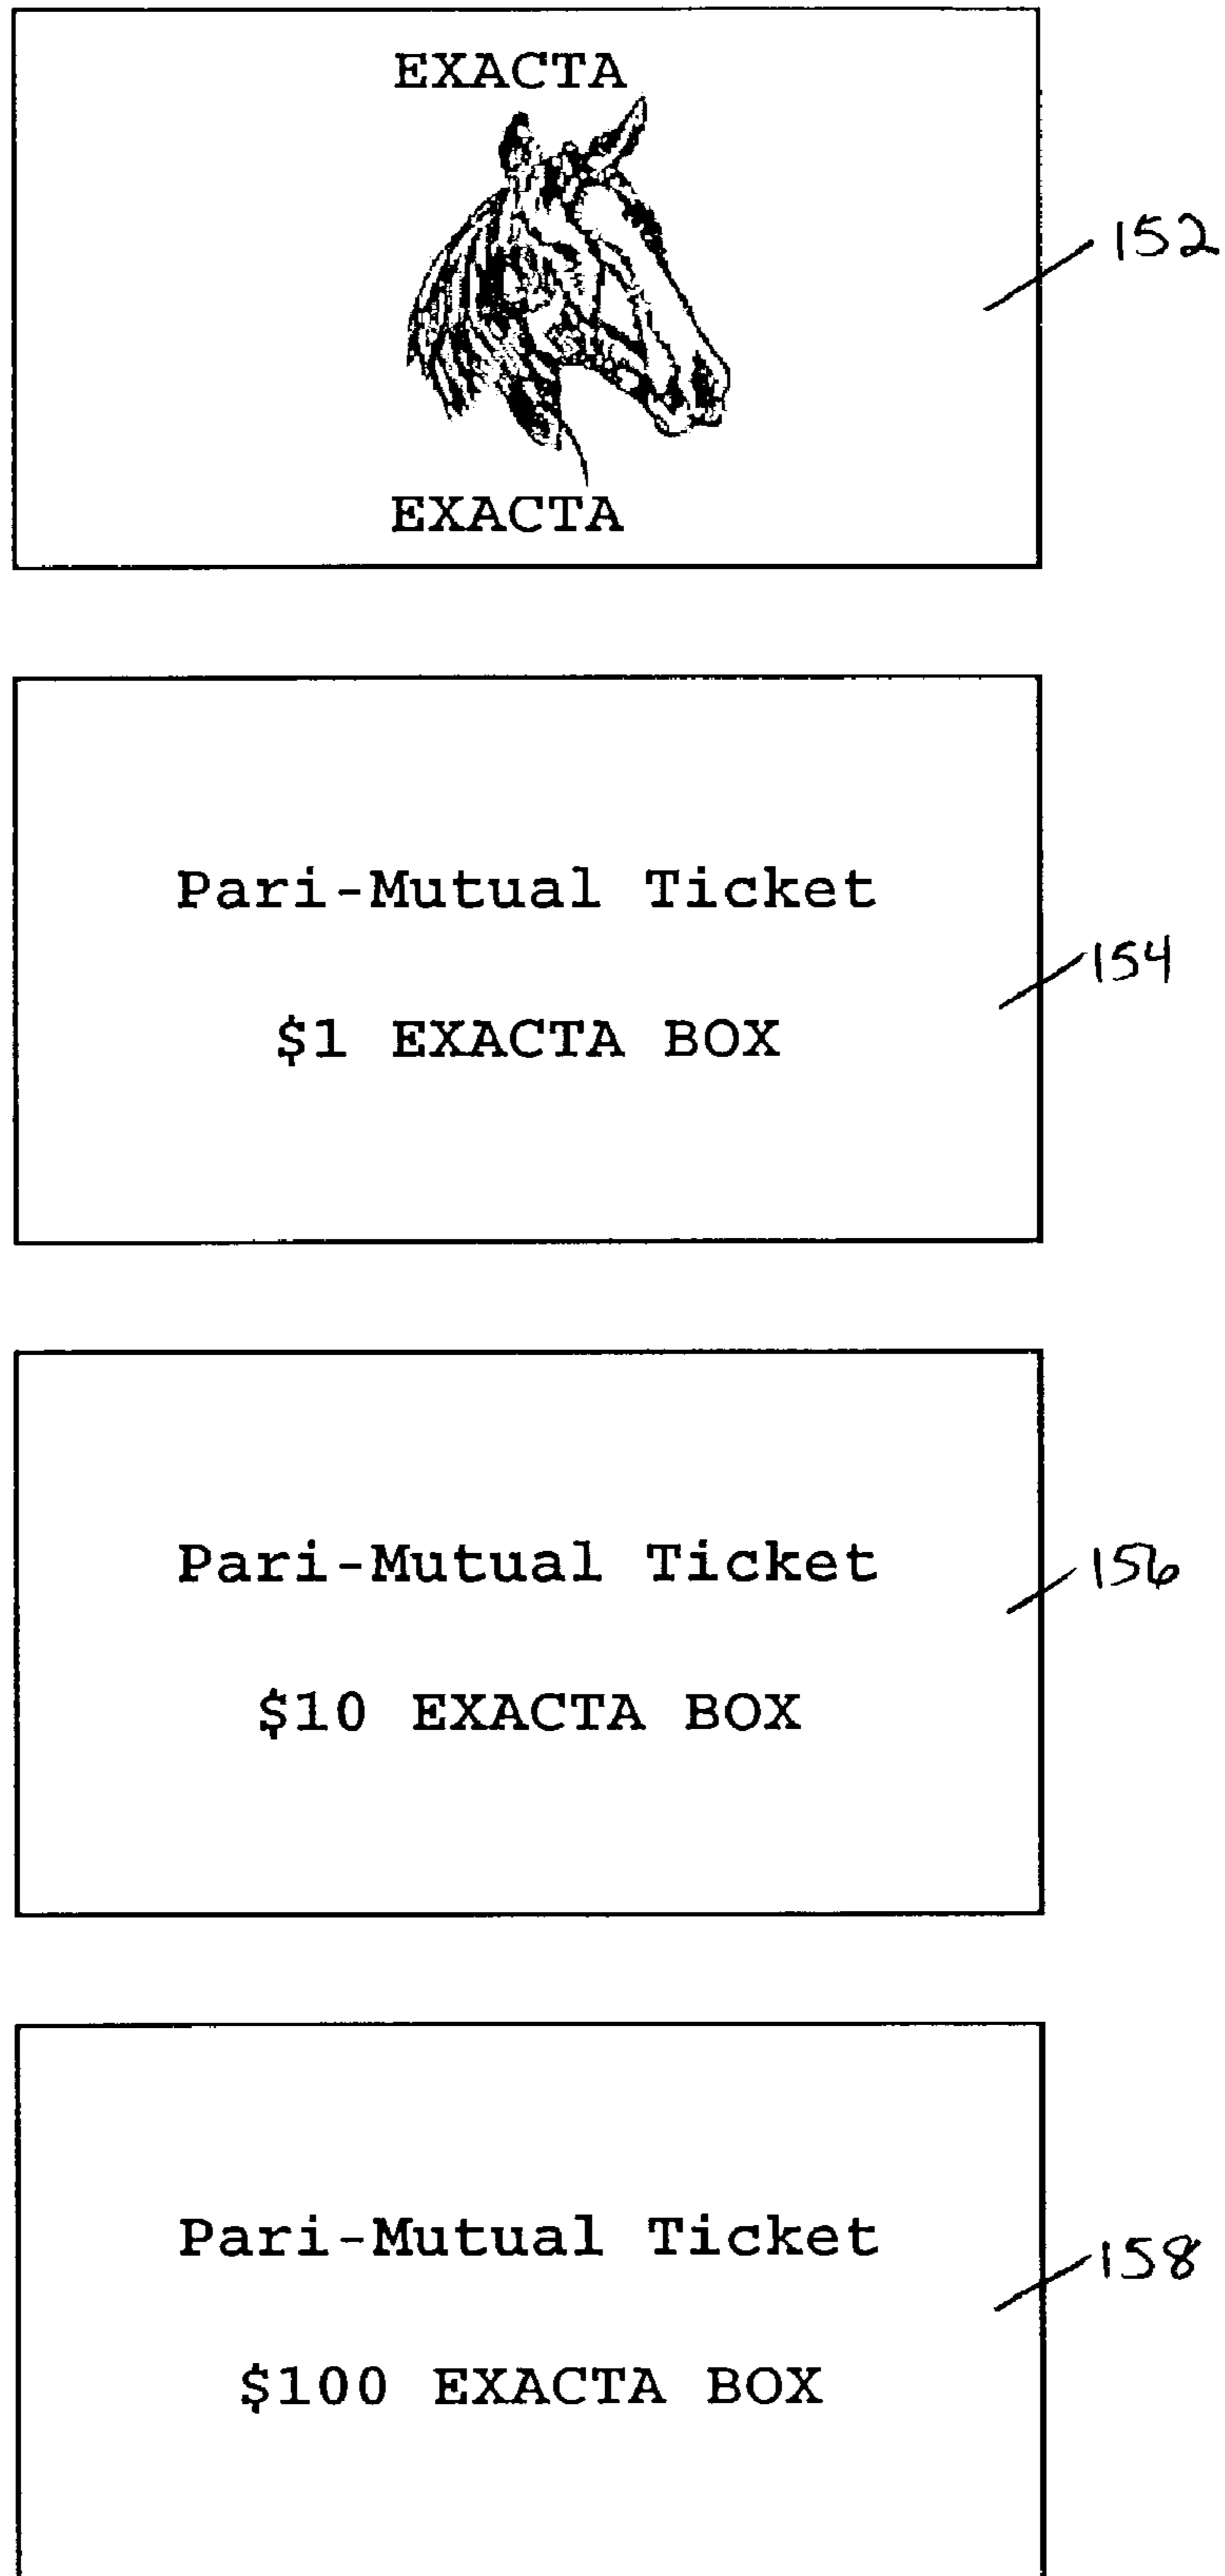 EXACTA
152
EXACTA
Pari-Mutual Ticket
154
$1 EXACTA BOX
Pari-Mutual Ticket
156
$10 EXACTA BOX
Pari-Mutual Ticket
158
$100 EXACTA BOX